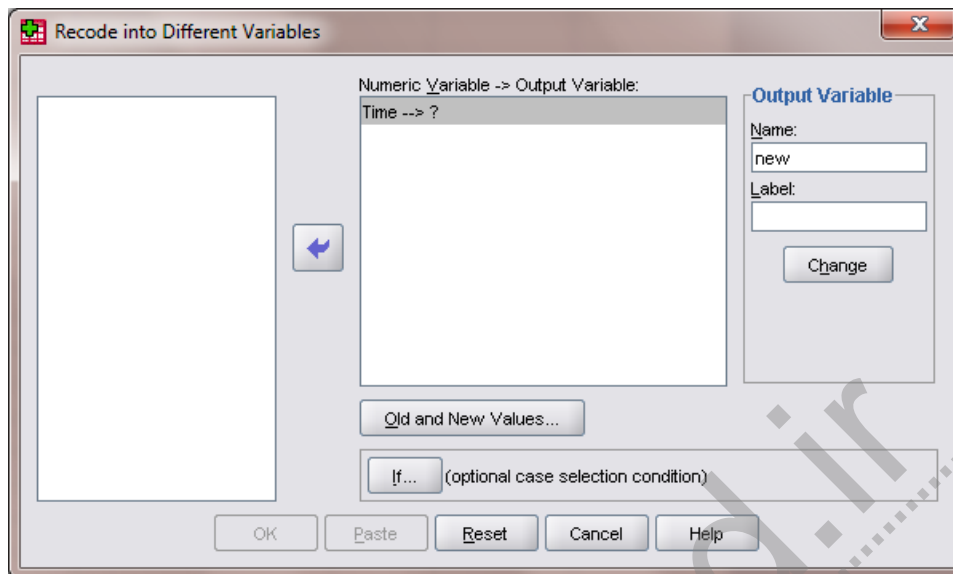 Recode into Different Variables
Numeric Variable -> Output Variable:
Time --> ?
Output Variable
Name:
new
Label:
Change
Old and New Values...
If... (optional case selection condition)
OK Paste Reset Cancel Help
d.ir